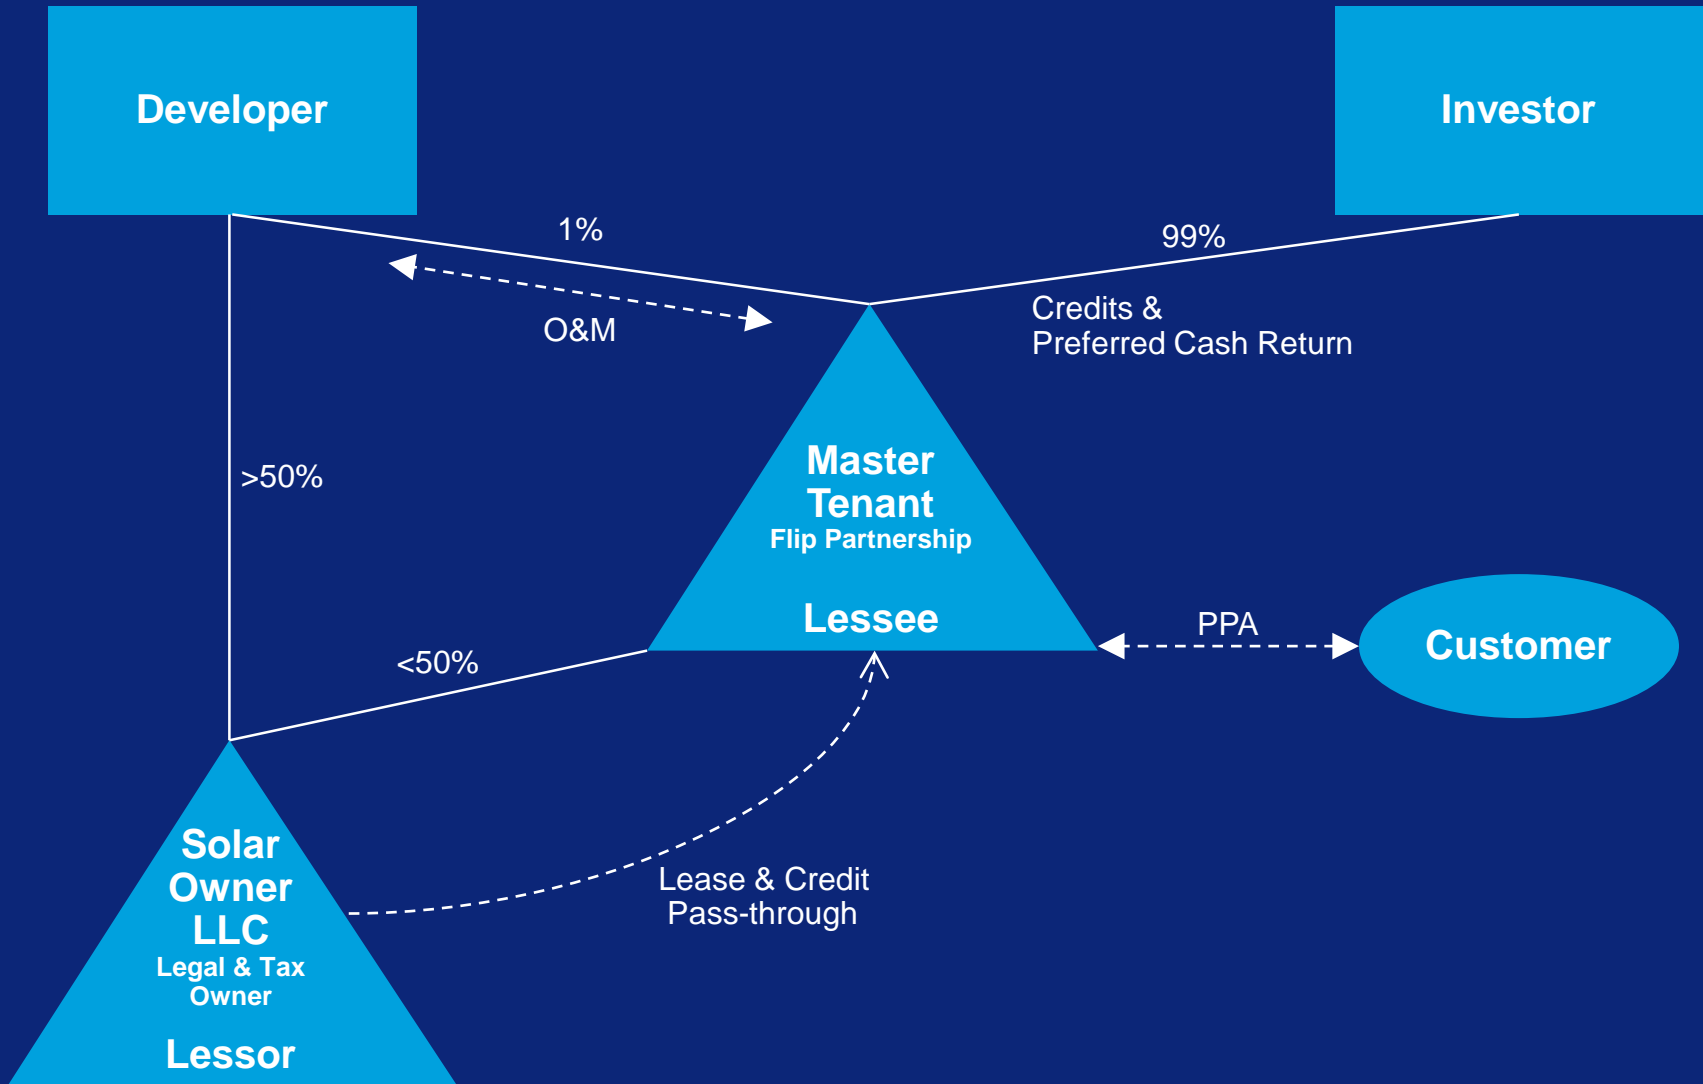 Developer
Investor
1%
99%
O&M
Credits &
Preferred Cash Return
>50%
Master
Tenant
Flip Partnership
Lessee
PPA
Customer
<50%
Solar
Owner
LLC
Legal & Tax
Owner
Lessor
Lease & Credit
Pass-through